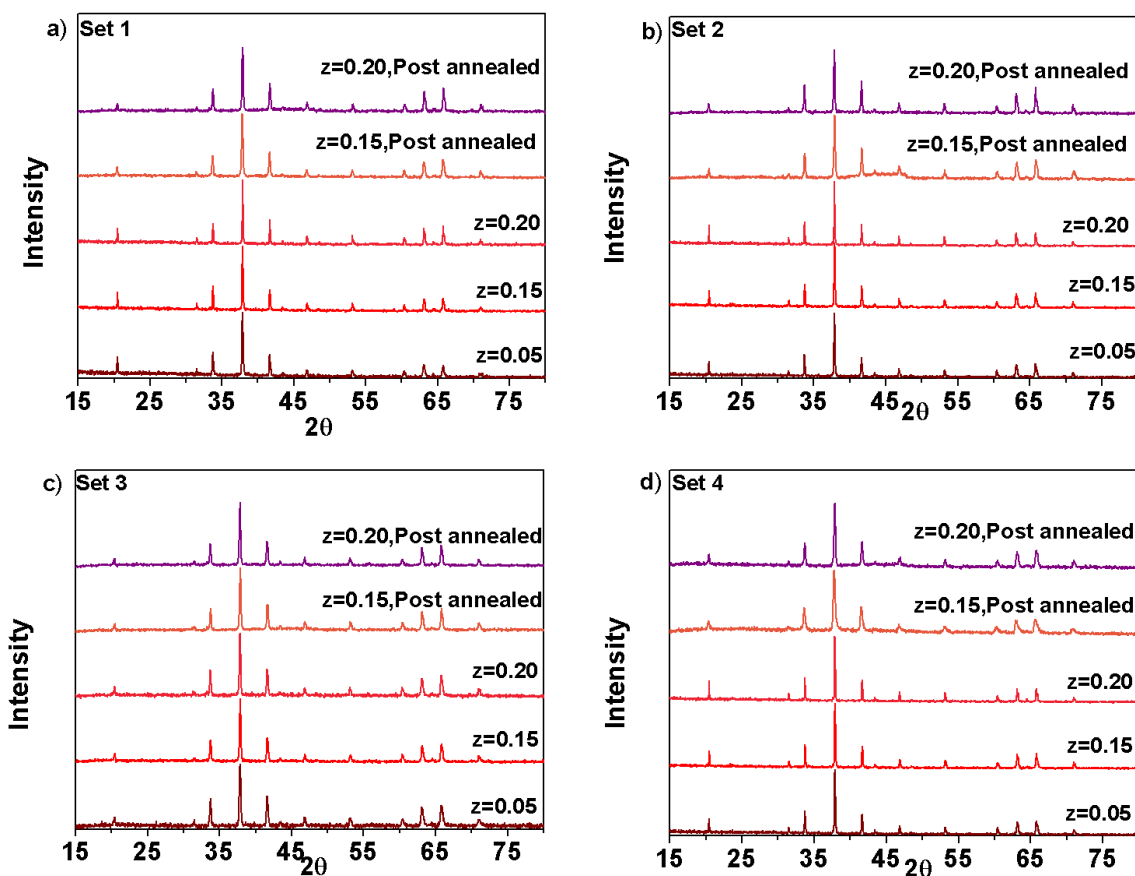 a)
Set 1
z=0.20,Post annealed
z=0.15,Post annealed
z=0.20
z=0.15
z=0.05
Intensity
15 25 35 45 55 65 75
2θ
b)
Set 2
z=0.20,Post annealed
z=0.15,Post annealed
z=0.20
z=0.15
z=0.05
Intensity
15 25 35 45 55 65 75
2θ
c)
Set 3
z=0.20,Post annealed
z=0.15,Post annealed
z=0.20
z=0.15
z=0.05
Intensity
15 25 35 45 55 65 75
2θ
d)
Set 4
z=0.20,Post annealed
z=0.15,Post annealed
z=0.20
z=0.15
z=0.05
Intensity
15 25 35 45 55 65 75
2θ